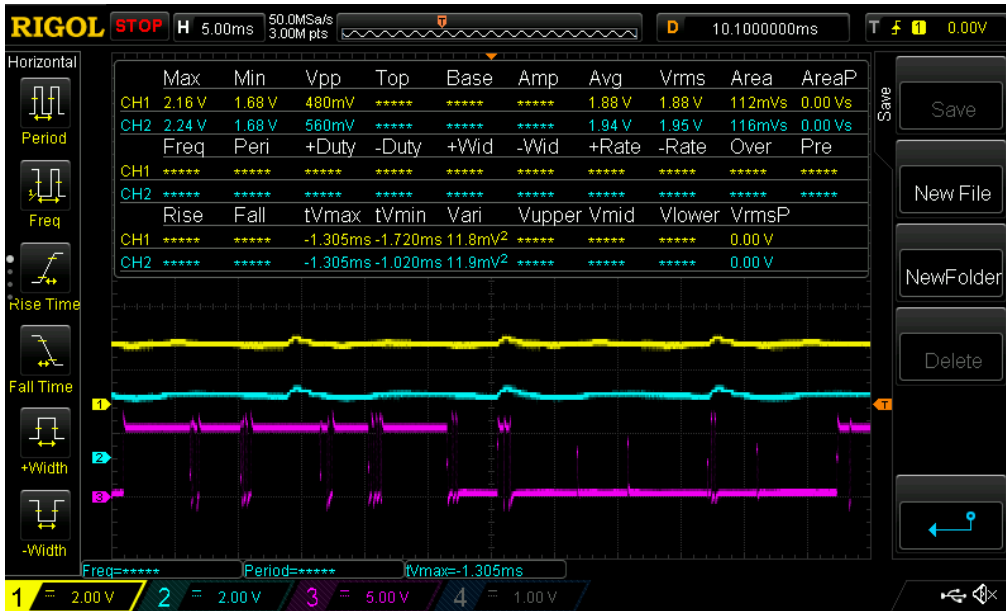 RIGOL STOP H 5.00ms 50.0MSa/s 3.00M pts T D 10.1000000ms T 1 0.00V
Horizontal
Period
Freq
Rise Time
Fall Time
+Width
-Width
Max Min Vpp Top Base Amp Avg Vrms Area AreaP
CH1 2.16 V 1.68 V 480mV ***** ***** ***** 1.88 V 1.88 V 112mVs 0.00 Vs
CH2 2.24 V 1.68 V 560mV ***** ***** ***** 1.94 V 1.95 V 116mVs 0.00 Vs
Freq Peri +Duty -Duty +Wid -Wid +Rate -Rate Over Pre
CH1 ***** ***** ***** ***** ***** ***** ***** ***** ***** *****
CH2 ***** ***** ***** ***** ***** ***** ***** ***** ***** *****
Rise Fall tVmax tVmin Vari Vupper Vmid Vlower VrmsP
CH1 ***** ***** -1.305ms -1.720ms 11.8mV² ***** ***** ***** 0.00 V
CH2 ***** ***** -1.305ms -1.020ms 11.9mV² ***** ***** ***** 0.00 V
1
2
3
T
Save
Save
New File
NewFolder
Delete
Freq=***** Period=***** tVmax=-1.305ms
1 = 2.00 V 2 = 2.00 V 3 = 5.00 V 4 = 1.00 V